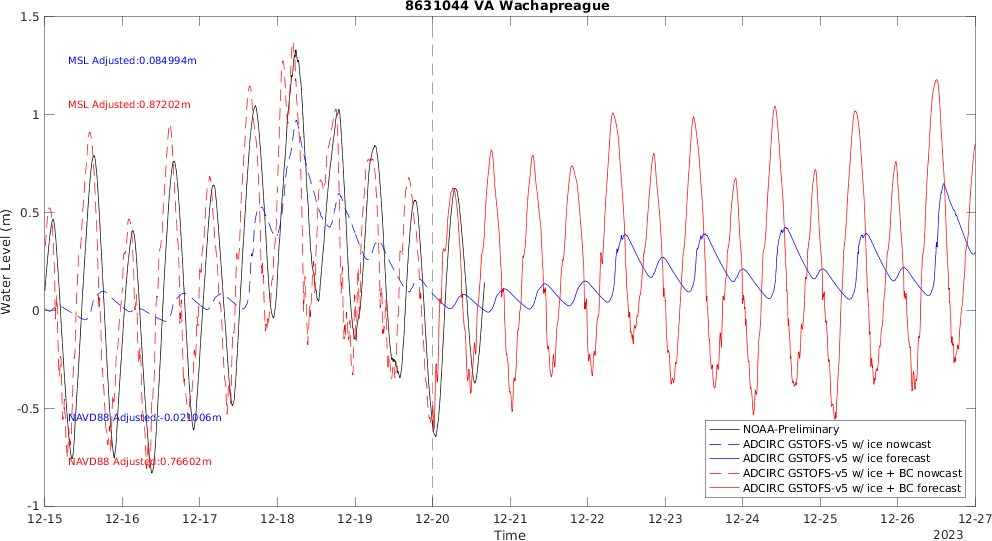 8631044 VA Wachapreague
1.5
1
0.5
0
-0.5
-1
Water Level (m)
MSL Adjusted:0.084994m
MSL Adjusted:0.87202m
NAVD88 Adjusted:-0.021006m
NAVD88 Adjusted:0.76602m
NOAA-Preliminary
ADCIRC GSTOFS-v5 w/ ice nowcast
ADCIRC GSTOFS-v5 w/ ice forecast
ADCIRC GSTOFS-v5 w/ ice + BC nowcast
ADCIRC GSTOFS-v5 w/ ice + BC forecast
12-15 12-16 12-17 12-18 12-19 12-20 12-21 12-22 12-23 12-24 12-25 12-26 12-27
Time
2023